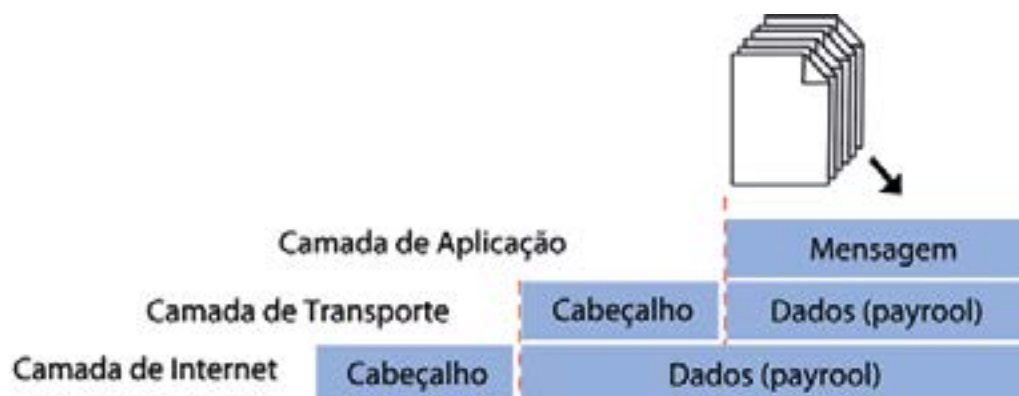 Camada de Aplicação Mensagem
Camada de Transporte Cabeçalho Dados (payrool)
Camada de Internet Cabeçalho Dados (payrool)